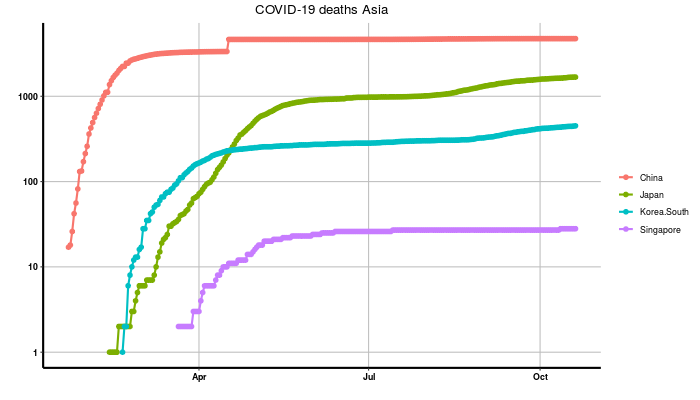 COVID-19 deaths Asia
1000
100
10
1
Apr
Jul
Oct
China
Japan
Korea.South
Singapore